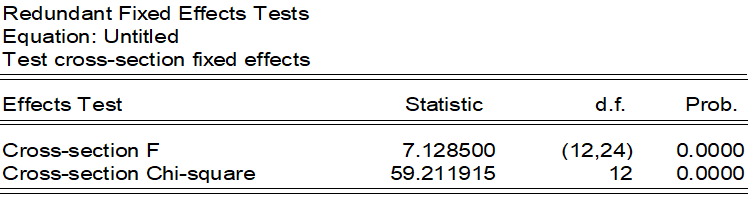 Redundant Fixed Effects Tests
Equation: Untitled
Test cross-section fixed effects
Effects Test Statistic d.f. Prob.
Cross-section F 7.128500 (12,24) 0.0000
Cross-section Chi-square 59.211915 12 0.0000